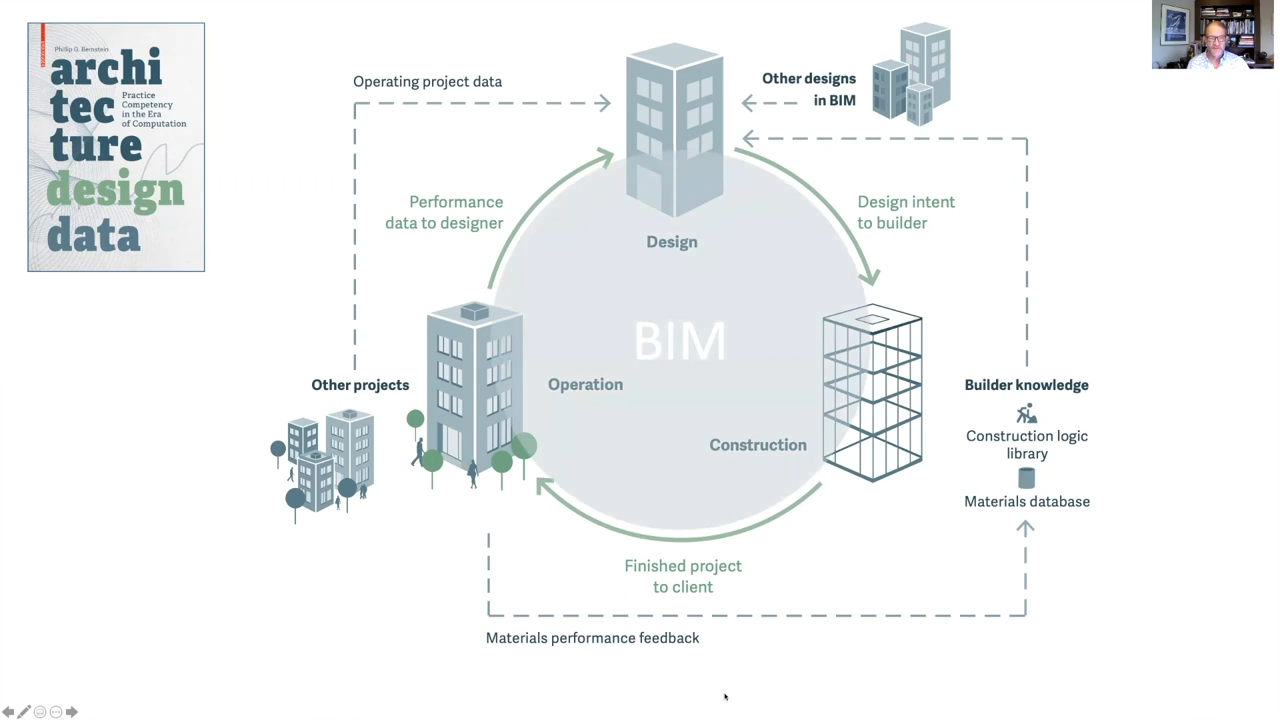 Phillip G. Bernstein
archi
tec
ture
design
data
Practice
Competency
in the Era
of Computation
Operating project data
Other designs
in BIM
Performance
data to designer
Design intent
to builder
Design
BIM
Other projects
Operation
Builder knowledge
Construction
Construction logic
library
Materials database
Finished project
to client
Materials performance feedback